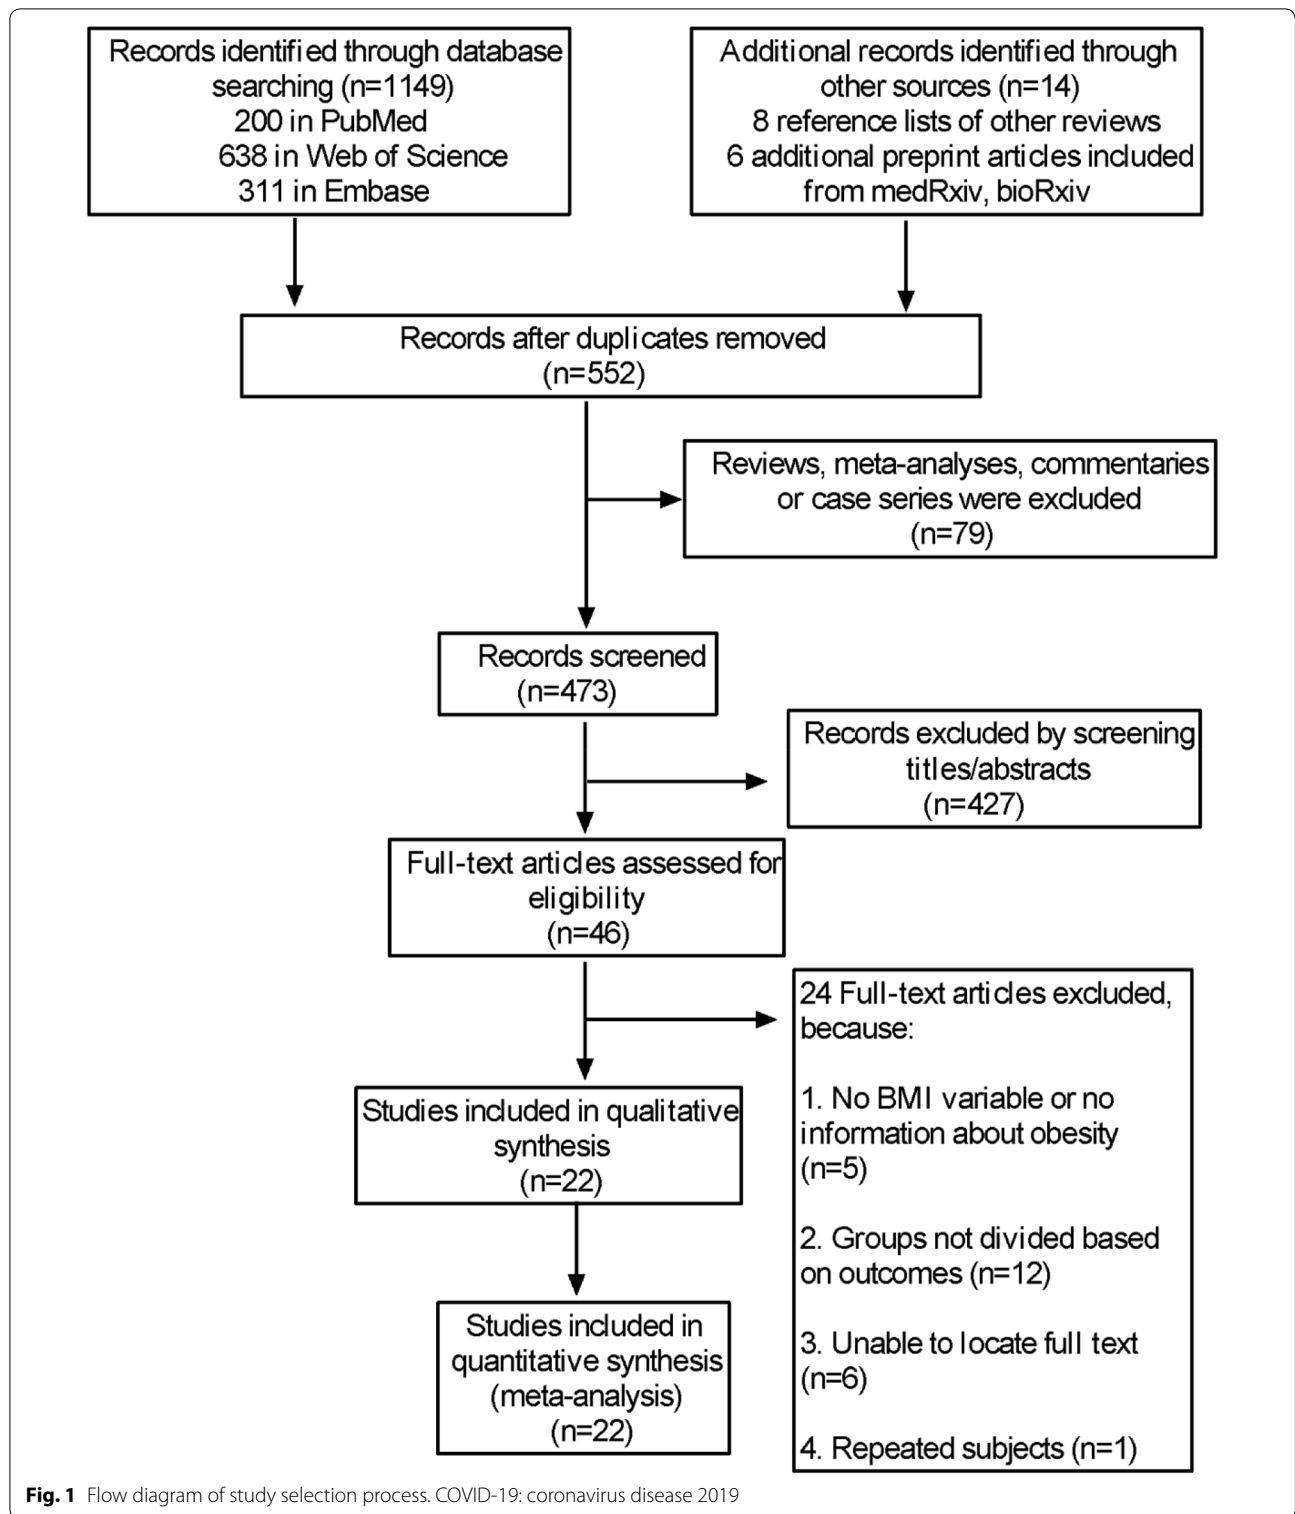 Records identified through database
searching (n=1149)
200 in PubMed
638 in Web of Science
311 in Embase
Additional records identified through
other sources (n=14)
8 reference lists of other reviews
6 additional preprint articles included
from medRxiv, bioRxiv
Records after duplicates removed
(n=552)
Reviews, meta-analyses, commentaries
or case series were excluded
(n=79)
Records screened
(n=473)
Records excluded by screening
titles/abstracts
(n=427)
Full-text articles assessed for
eligibility
(n=46)
24 Full-text articles excluded,
because:
1. No BMI variable or no
information about obesity
(n=5)
2. Groups not divided based
on outcomes (n=12)
3. Unable to locate full text
(n=6)
4. Repeated subjects (n=1)
Studies included in qualitative
synthesis
(n=22)
Studies included in
quantitative synthesis
(meta-analysis)
(n=22)
Fig. 1 Flow diagram of study selection process. COVID-19: coronavirus disease 2019